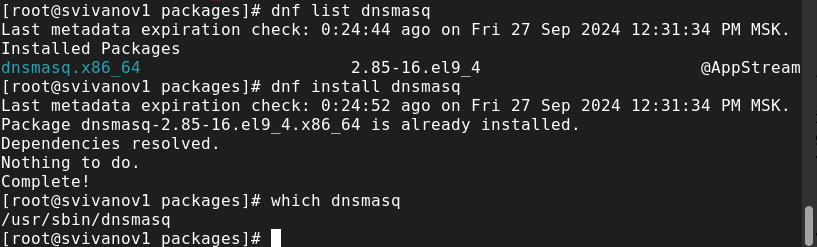 [root@svivanov1 packages]# dnf list dnsmasq
Last metadata expiration check: 0:24:44 ago on Fri 27 Sep 2024 12:31:34 PM MSK.
Installed Packages
dnsmasq.x86_64                     2.85-16.el9_4                      @AppStream
[root@svivanov1 packages]# dnf install dnsmasq
Last metadata expiration check: 0:24:52 ago on Fri 27 Sep 2024 12:31:34 PM MSK.
Package dnsmasq-2.85-16.el9_4.x86_64 is already installed.
Dependencies resolved.
Nothing to do.
Complete!
[root@svivanov1 packages]# which dnsmasq
/usr/sbin/dnsmasq
[root@svivanov1 packages]#